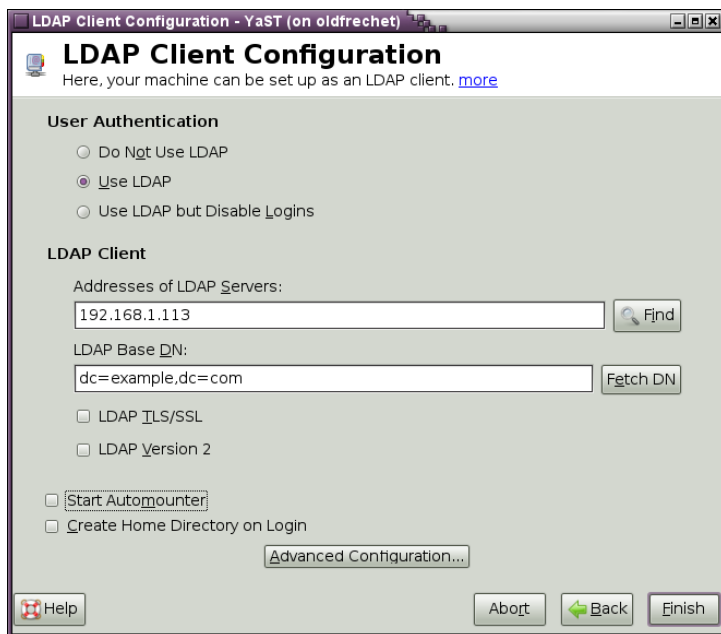 LDAP Client Configuration - YaST (on oldfrechet)
LDAP Client Configuration
Here, your machine can be set up as an LDAP client. more
User Authentication
Do Not Use LDAP
Use LDAP
Use LDAP but Disable Logins
LDAP Client
Addresses of LDAP Servers:
192.168.1.113 Find
LDAP Base DN:
dc=example,dc=com Fetch DN
LDAP TLS/SSL
LDAP Version 2
Start Automounter
Create Home Directory on Login
Advanced Configuration...
Help Abort Back Finish